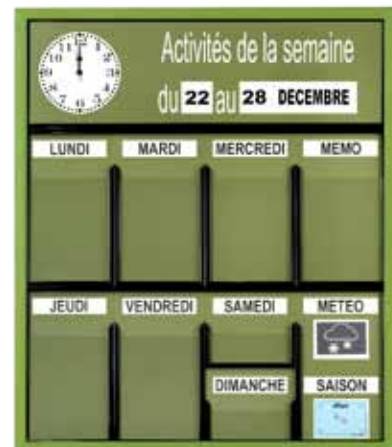 Activités de la semaine
du 22 au 28 DECEMBRE
LUNDI MARDI MERCREDI MEMO
JEUDI VENDREDI SAMEDI METEO
DIMANCHE SAISON